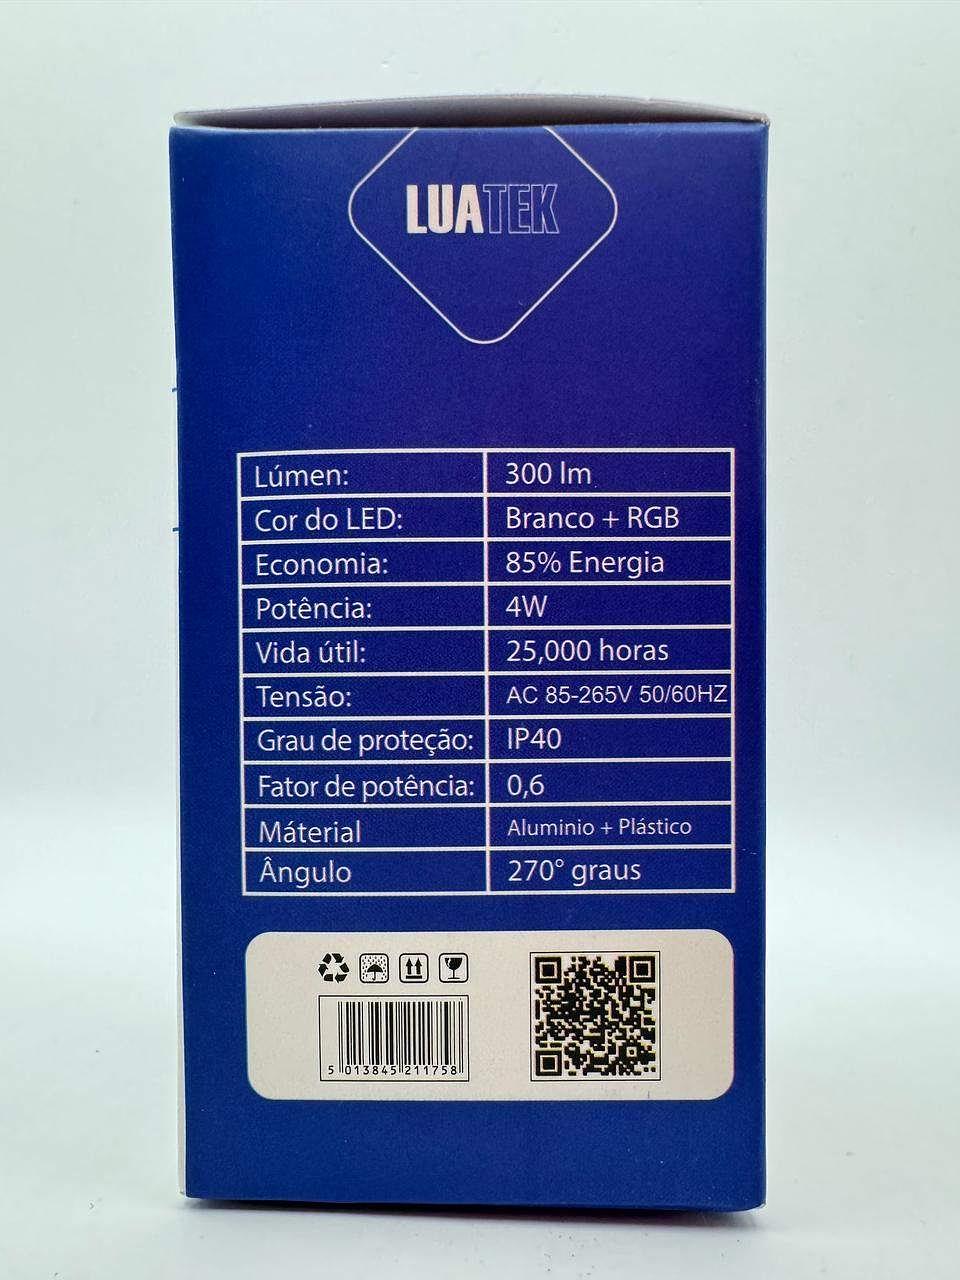 LUATEK
Lúmen: 300 lm
Cor do LED: Branco + RGB
Economia: 85% Energia
Potência: 4W
Vida útil: 25,000 horas
Tensão: AC 85-265V 50/60HZ
Grau de proteção: IP40
Fator de potência: 0,6
Máterial Aluminio + Plástico
Ângulo 270° graus
5 013845 211758